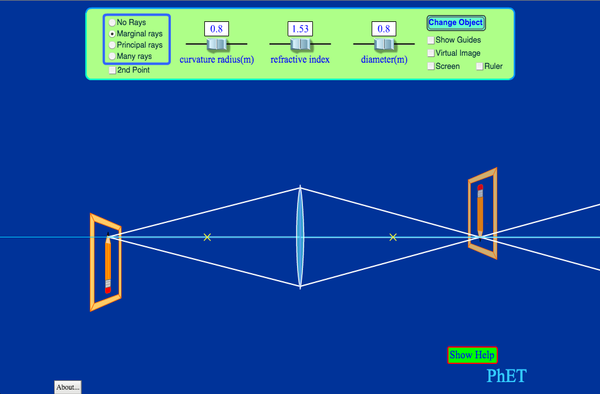 No Rays
Marginal rays
Principal rays
Many rays
2nd Point
0.8
curvature radius(m)
1.53
refractive index
0.8
diameter(m)
Change Object
Show Guides
Virtual Image
Screen
Ruler
Show Help
PhET
About...